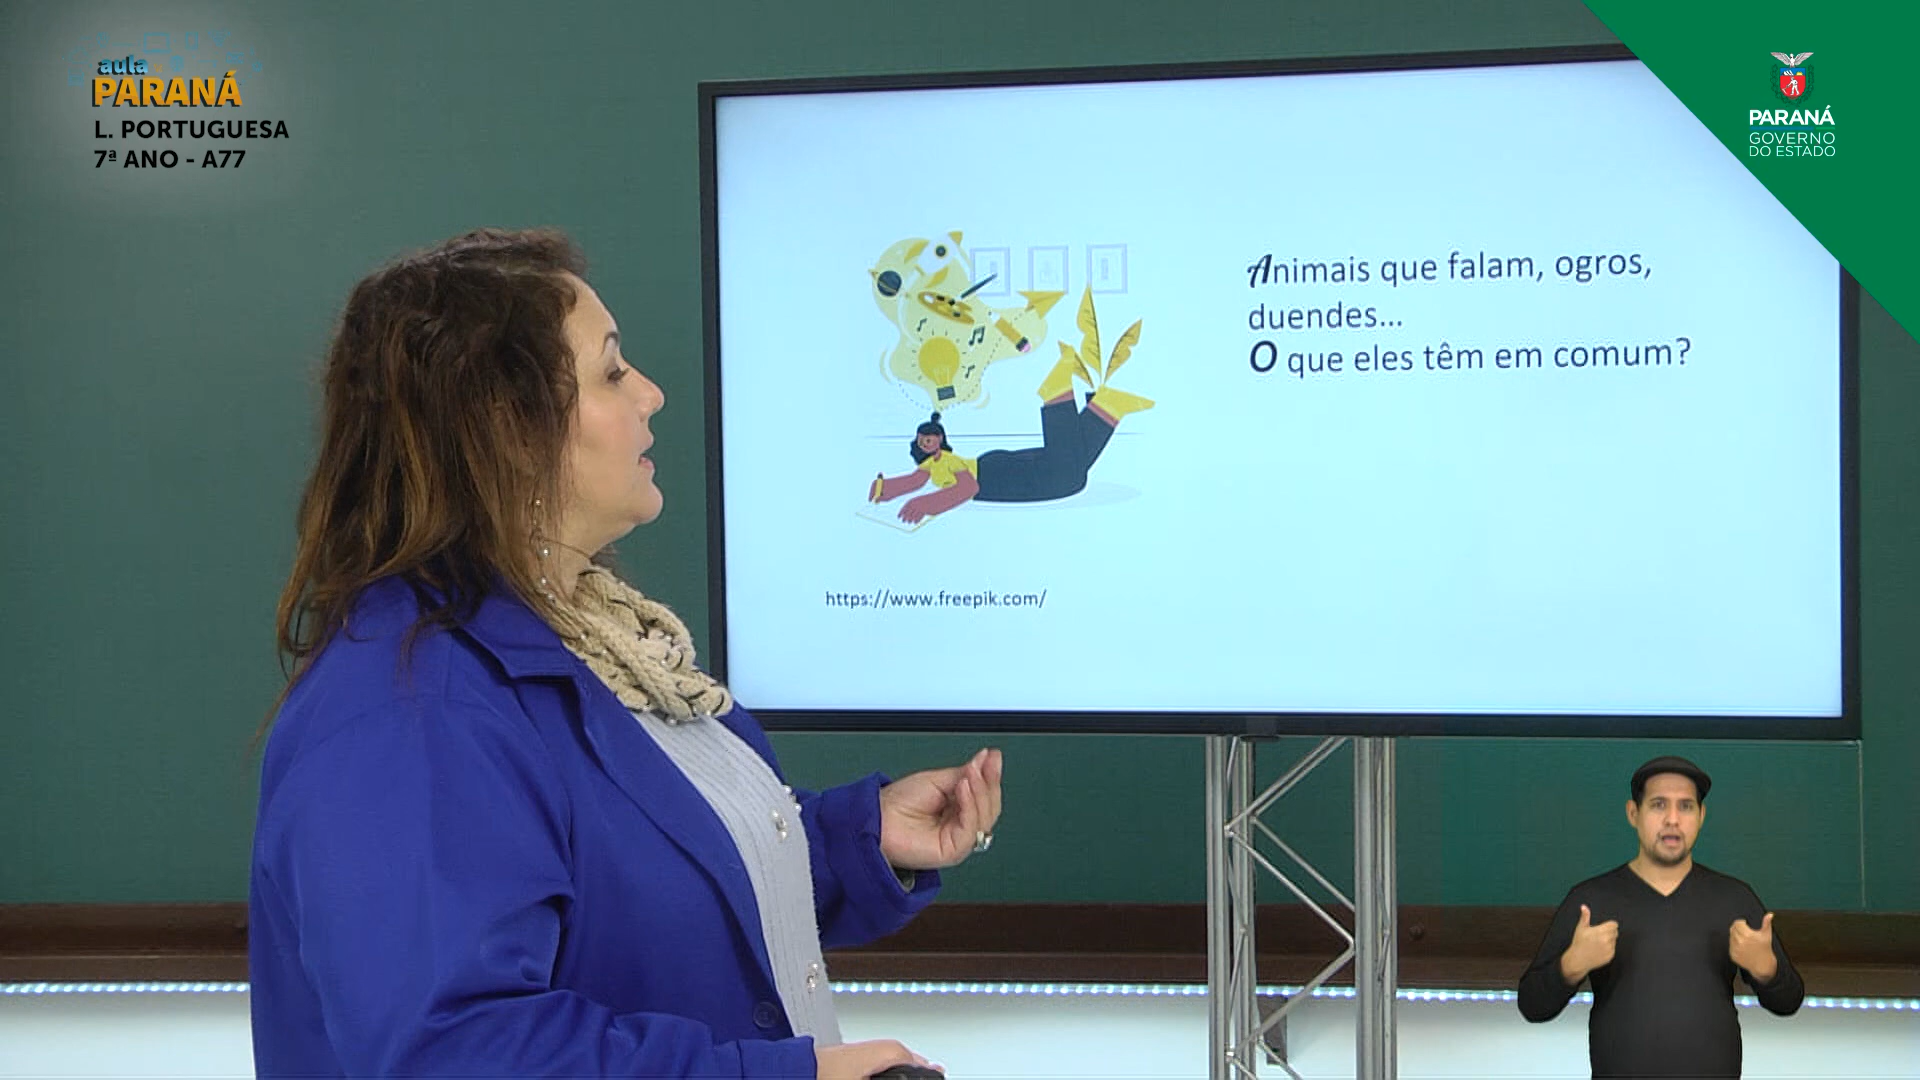 aula
PARANÁ
L. PORTUGUESA
7ª ANO - A77
PARANÁ
GOVERNO
DO ESTADO
Animais que falam, ogros,
duendes...
O que eles têm em comum?
https://www.freepik.com/